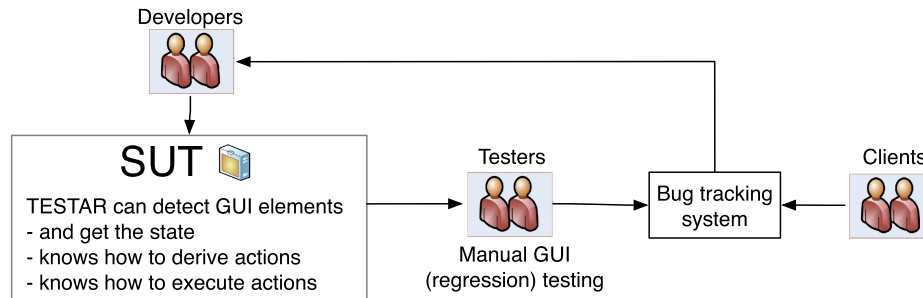 Developers
SUT
TESTAR can detect GUI elements
- and get the state
- knows how to derive actions
- knows how to execute actions
Testers
Manual GUI
(regression) testing
Bug tracking
system
Clients